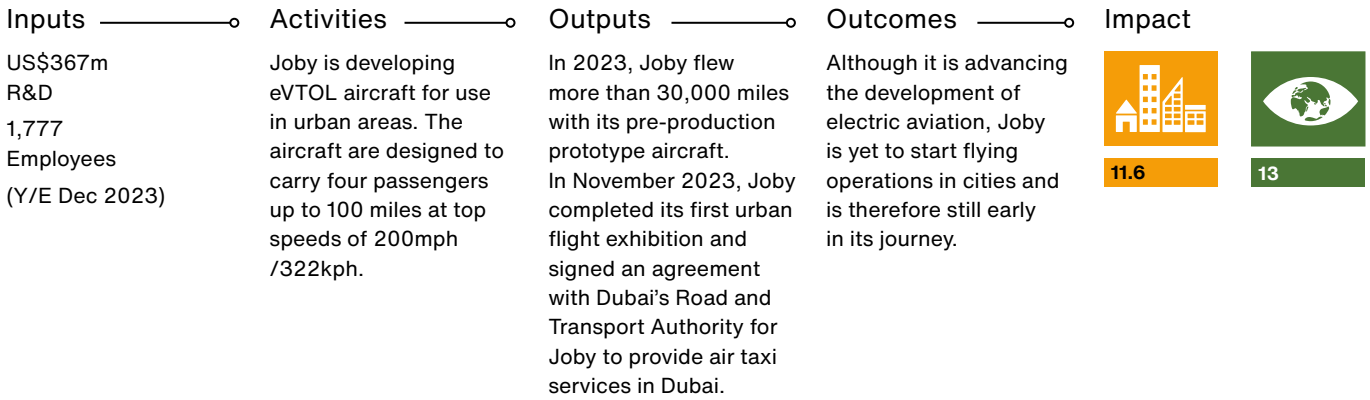 Inputs
US$367m
R&D
1,777
Employees
(Y/E Dec 2023)
Activities
Joby is developing
eVTOL aircraft for use
in urban areas. The
aircraft are designed to
carry four passengers
up to 100 miles at top
speeds of 200mph
/322kph.
Outputs
In 2023, Joby flew
more than 30,000 miles
with its pre-production
prototype aircraft.
In November 2023, Joby
completed its first urban
flight exhibition and
signed an agreement
with Dubai's Road and
Transport Authority for
Joby to provide air taxi
services in Dubai.
Outcomes
Although it is advancing
the development of
electric aviation, Joby
is yet to start flying
operations in cities and
is therefore still early
in its journey.
Impact
11.6
13